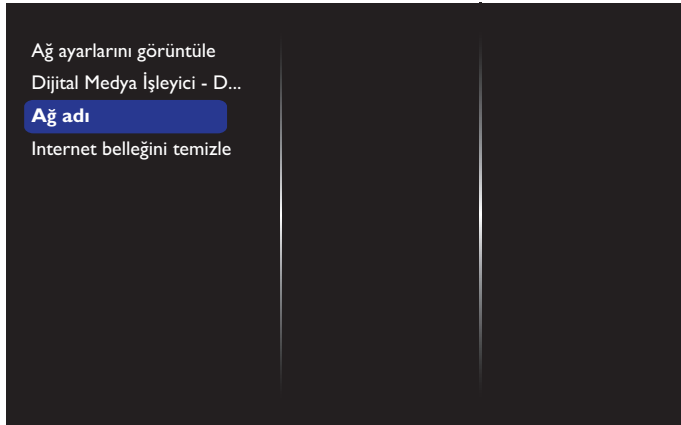 Ağ ayarlarını görüntüle
Dijital Medya İşleyici - D...
Ağ adı
Internet belleğini temizle